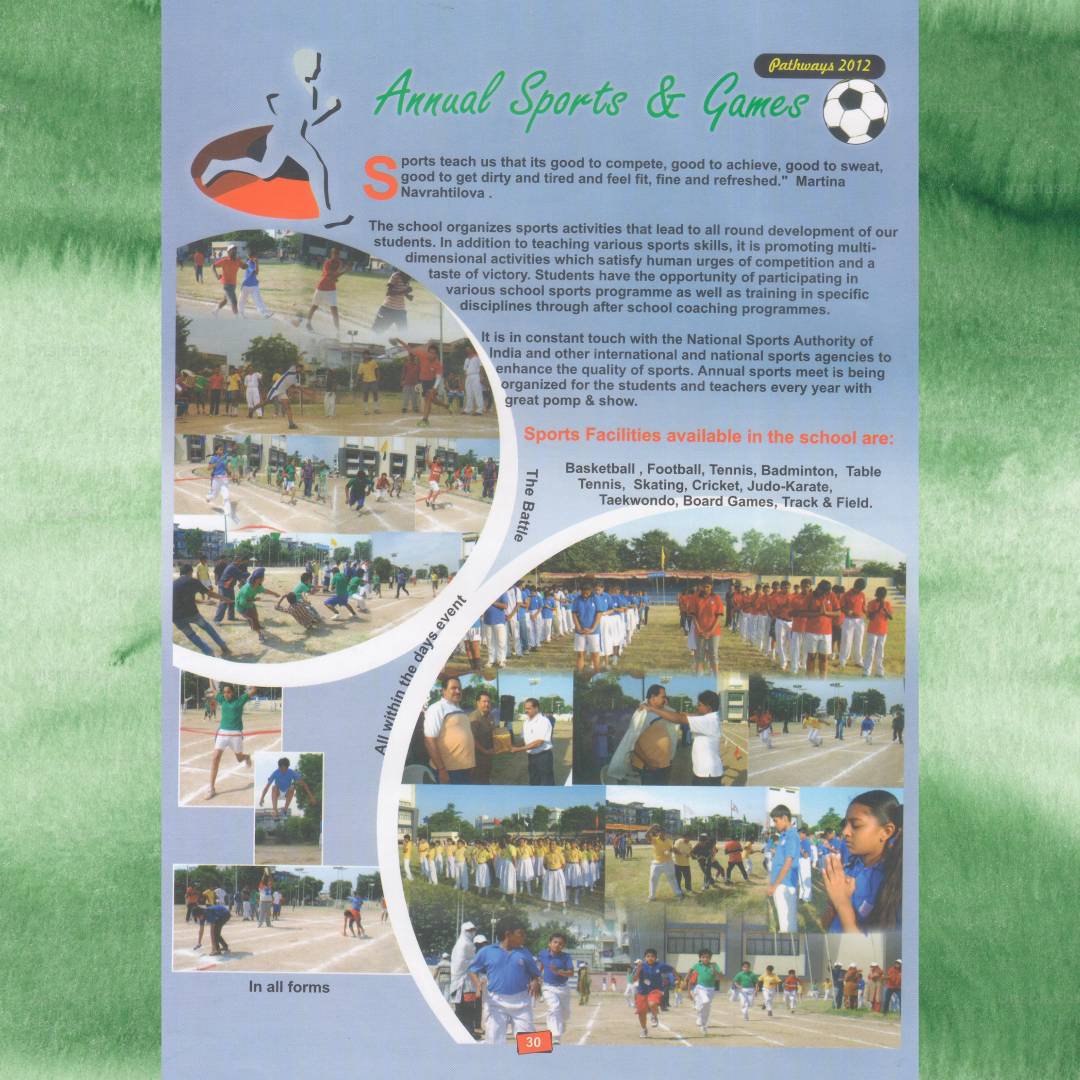 Pathways 2012
Annual Sports & Games
Sports teach us that its good to compete, good to achieve, good to sweat,
good to get dirty and tired and feel fit, fine and refreshed." Martina
Navrahtilova .
The school organizes sports activities that lead to all round development of our
students. In addition to teaching various sports skills, it is promoting multi-
dimensional activities which satisfy human urges of competition and a
taste of victory. Students have the opportunity of participating in
various school sports programme as well as training in specific
disciplines through after school coaching programmes.
It is in constant touch with the National Sports Authority of
India and other international and national sports agencies to
enhance the quality of sports. Annual sports meet is being
organized for the students and teachers every year with
great pomp & show.
Sports Facilities available in the school are:
Basketball , Football, Tennis, Badminton, Table
Tennis, Skating, Cricket, Judo-Karate,
Taekwondo, Board Games, Track & Field.
The Battle
All within the days event
In all forms
30